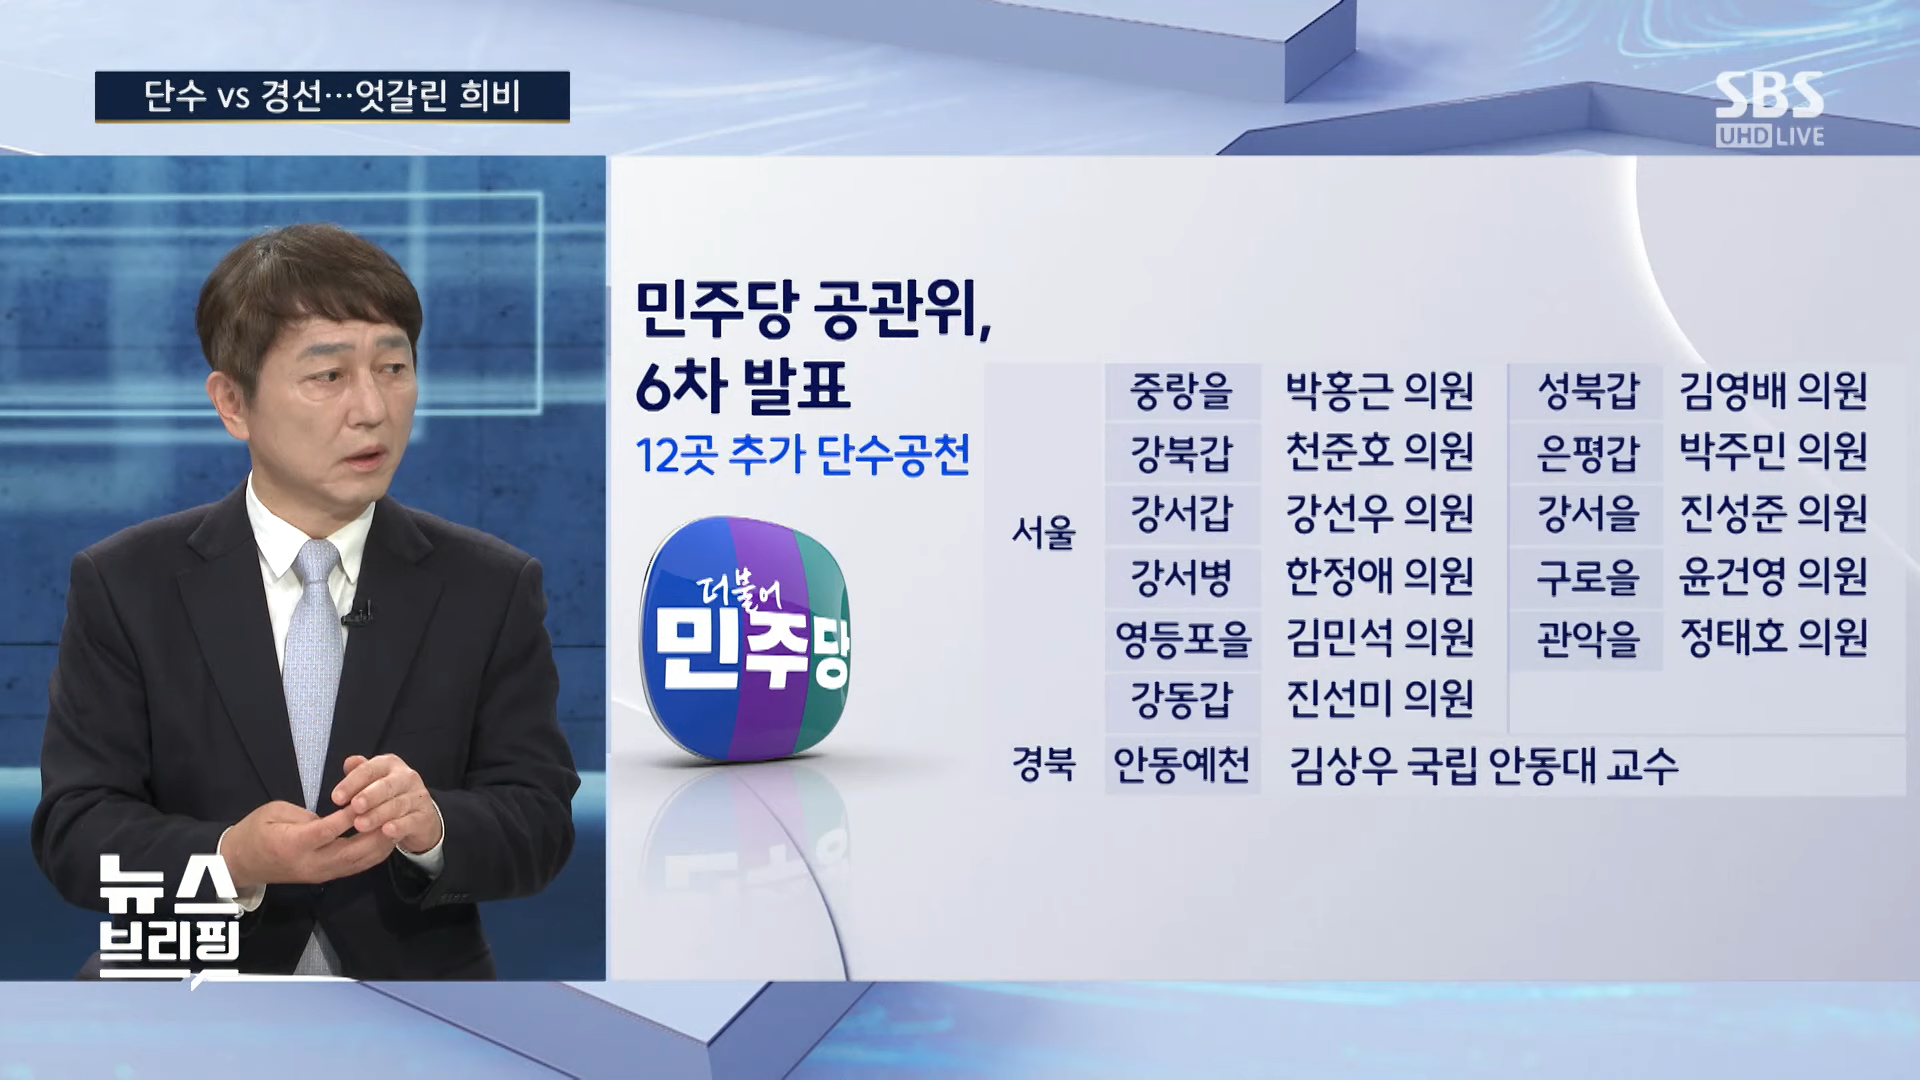 단수 vs 경선…엇갈린 희비
SBS
UHD LIVE
민주당 공관위,
6차 발표
12곳 추가 단수공천
더불어
민주당
서울
중랑을 박홍근 의원 성북갑 김영배 의원
강북갑 천준호 의원 은평갑 박주민 의원
강서갑 강선우 의원 강서을 진성준 의원
강서병 한정애 의원 구로을 윤건영 의원
영등포을 김민석 의원 관악을 정태호 의원
강동갑 진선미 의원
경북 안동예천 김상우 국립 안동대 교수
뉴스
브리핑